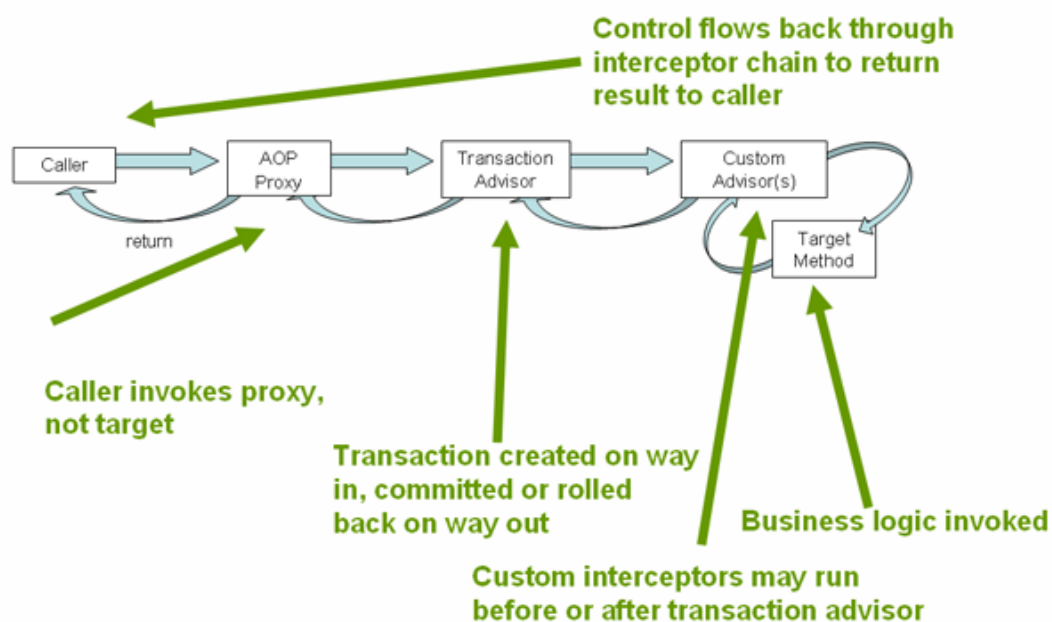 Control flows back through
interceptor chain to return
result to caller
Caller
AOP
Proxy
Transaction
Advisor
Custom
Advisor(s)
return
Target
Method
Caller invokes proxy,
not target
Transaction created on way
in, committed or rolled
back on way out
Business logic invoked
Custom interceptors may run
before or after transaction advisor